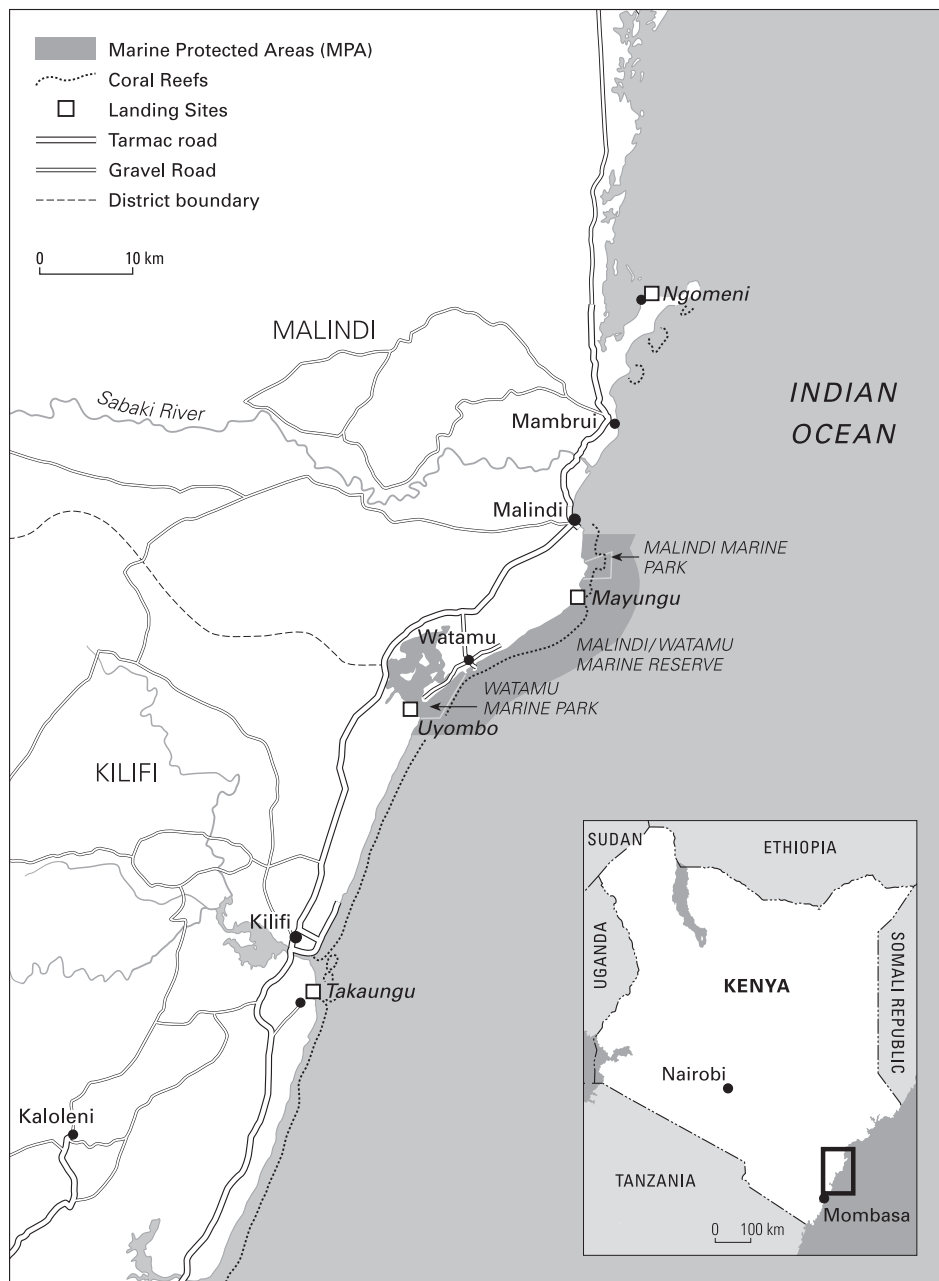 Marine Protected Areas (MPA)
Coral Reefs
Landing Sites
Tarmac road
Gravel Road
District boundary
0 10 km
Ngomeni
MALINDI
INDIAN
OCEAN
Sabaki River
Mambrui
Malindi
MALINDI MARINE
PARK
Mayungu
Watamu
MALINDI/WATAMU
MARINE RESERVE
WATAMU
MARINE PARK
Uyombo
KILIFI
Kilifi
Takaungu
Kaloleni
SUDAN
ETHIOPIA
UGANDA
SOMALI REPUBLIC
KENYA
Nairobi
TANZANIA
Mombasa
0 100 km